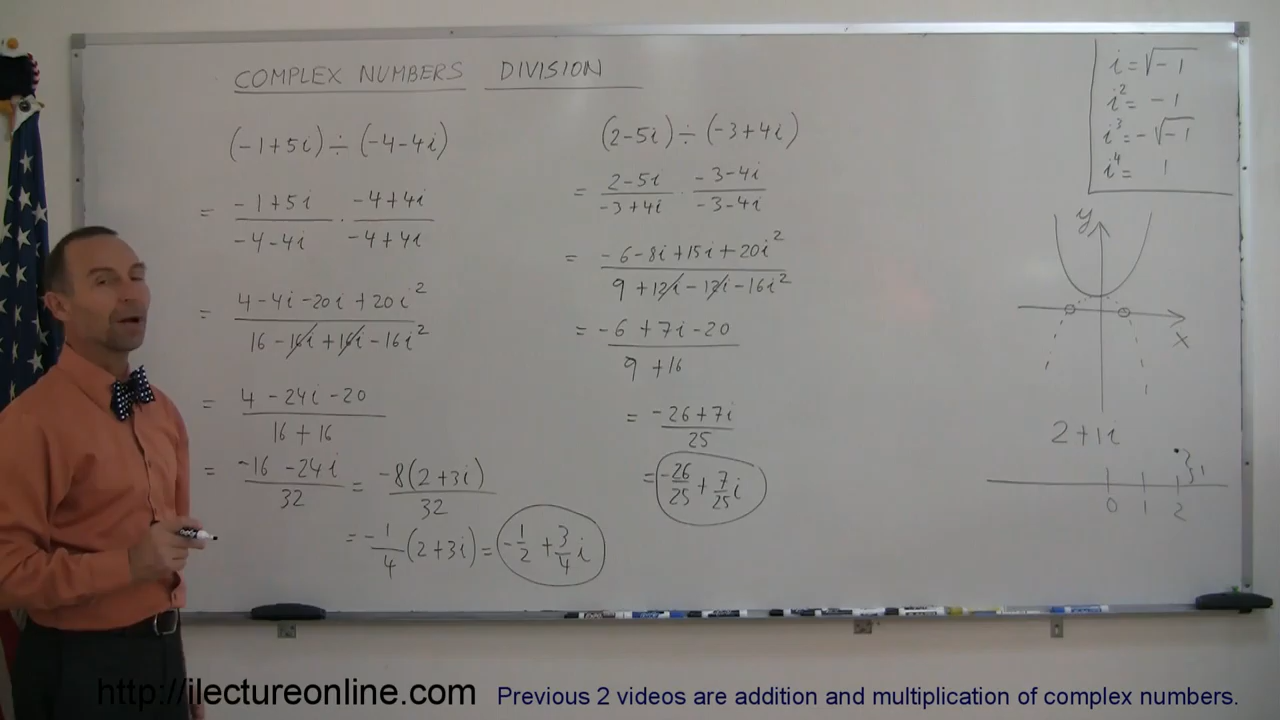 COMPLEX NUMBERS DIVISION
(-1+5i) ÷ (-4-4i)
= (-1+5i)/(-4-4i) · (-4+4i)/(-4+4i)
= (4-4i-20i+20i²)/(16-16i+16i-16i²)
= (4-24i-20)/(16+16)
= (-16-24i)/32 = -8(2+3i)/32
= -1/4(2+3i) = -1/2 + 3/4 i
(2-5i) ÷ (-3+4i)
= (2-5i)/(-3+4i) · (-3-4i)/(-3-4i)
= (-6-8i+15i+20i²)/(9+12i-12i-16i²)
= (-6+7i-20)/(9+16)
= (-26+7i)/25
= -26/25 + 7/25 i
i = √-1
i² = -1
i³ = -√-1
i⁴ = 1
y
x
2+1i
1
0 1 2
http://ilectureonline.com Previous 2 videos are addition and multiplication of complex numbers.